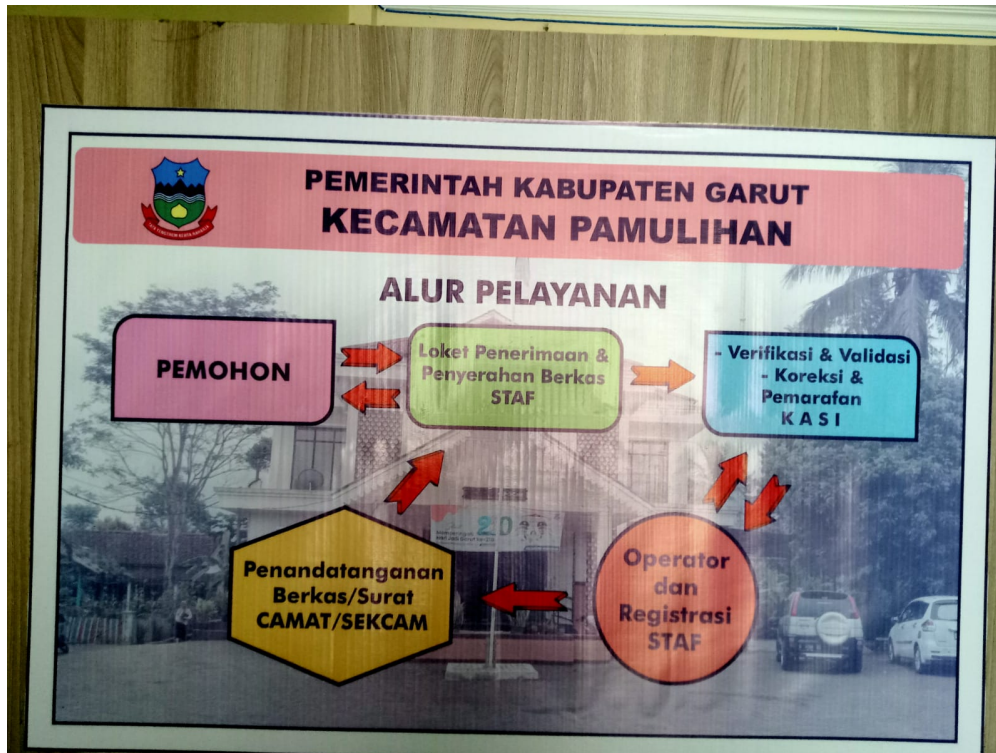 PEMERINTAH KABUPATEN GARUT
KECAMATAN PAMULIHAN
ALUR PELAYANAN
PEMOHON
Loket Penerimaan &
Penyerahan Berkas
STAF
- Verifikasi & Validasi
- Koreksi &
Pemarafan
K A S I
Penandatanganan
Berkas/Surat
CAMAT/SEKCAM
Operator
dan
Registrasi
STAF